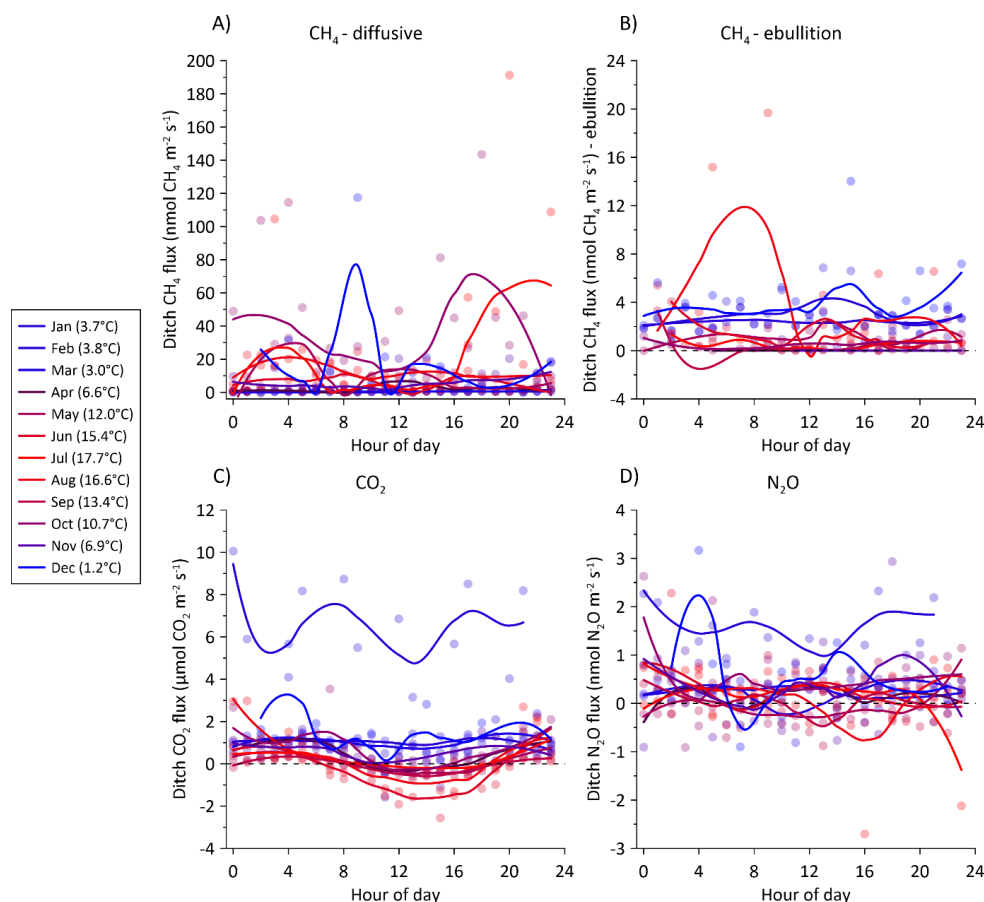 A)
CH₄ - diffusive
Ditch CH₄ flux (nmol CH₄ m⁻² s⁻¹)
200
180
160
140
120
100
80
60
40
20
0
0 4 8 12 16 20 24
Hour of day
B)
CH₄ - ebullition
Ditch CH₄ flux (nmol CH₄ m⁻² s⁻¹) - ebullition
24
20
16
12
8
4
0
-4
0 4 8 12 16 20 24
Hour of day
Jan (3.7°C)
Feb (3.8°C)
Mar (3.0°C)
Apr (6.6°C)
May (12.0°C)
Jun (15.4°C)
Jul (17.7°C)
Aug (16.6°C)
Sep (13.4°C)
Oct (10.7°C)
Nov (6.9°C)
Dec (1.2°C)
C)
CO₂
Ditch CO₂ flux (μmol CO₂ m⁻² s⁻¹)
12
10
8
6
4
2
0
-2
-4
0 4 8 12 16 20 24
Hour of day
D)
N₂O
Ditch N₂O flux (nmol N₂O m⁻² s⁻¹)
4
3
2
1
0
-1
-2
-3
0 4 8 12 16 20 24
Hour of day